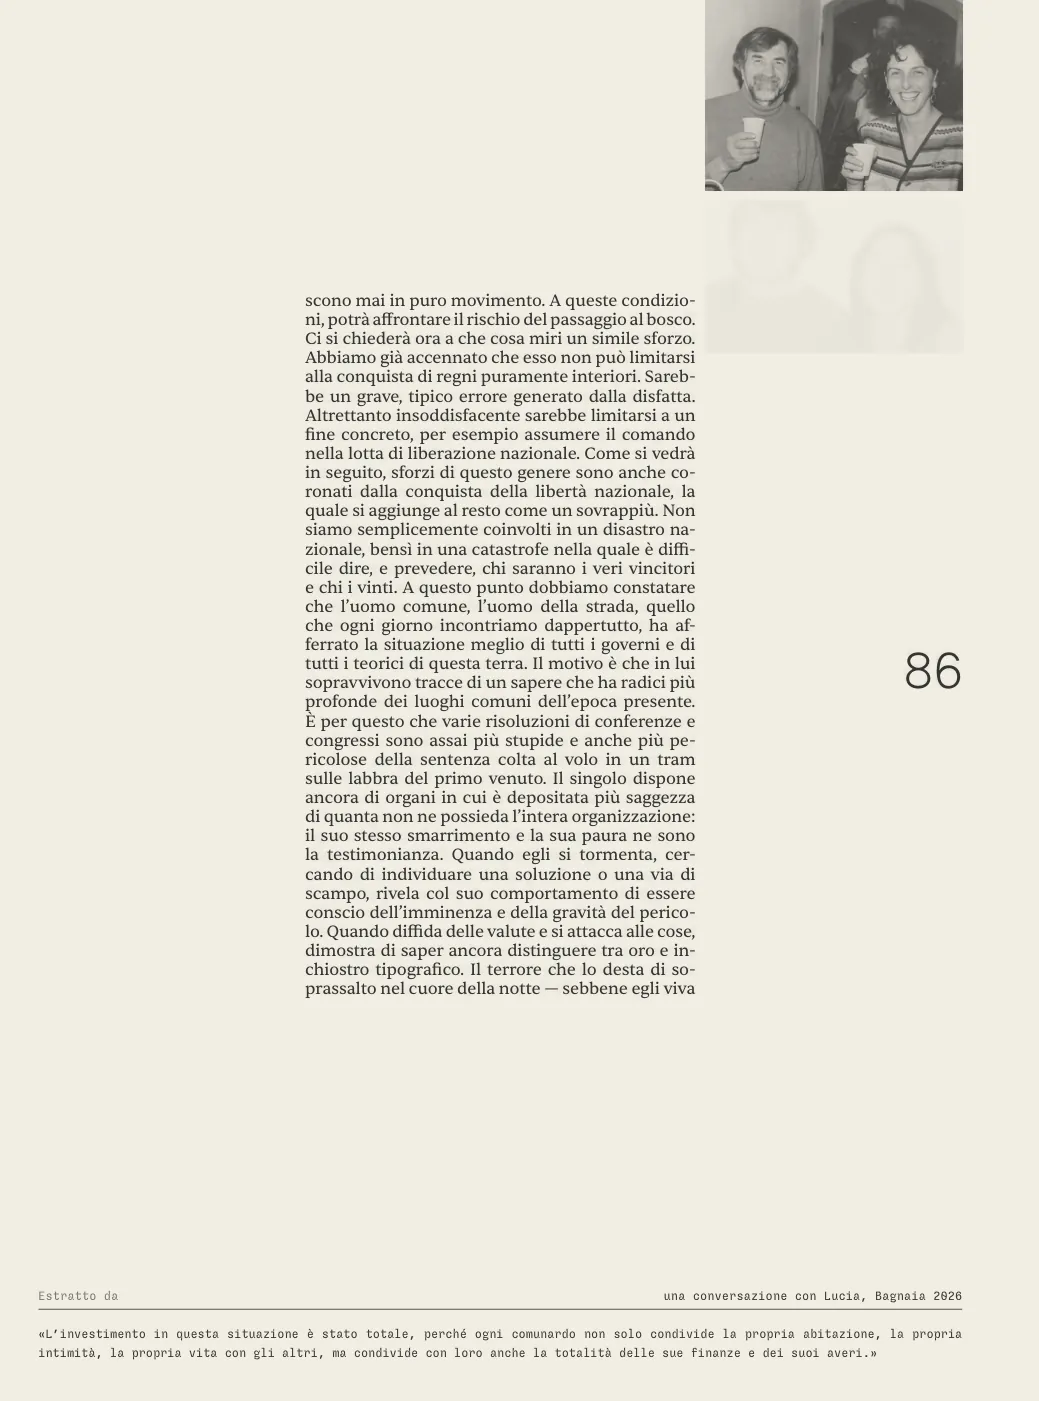 scono mai in puro movimento. A queste condizio-
ni, potrà affrontare il rischio del passaggio al bosco.
Ci si chiederà ora a che cosa miri un simile sforzo.
Abbiamo già accennato che esso non può limitarsi
alla conquista di regni puramente interiori. Sareb-
be un grave, tipico errore generato dalla disfatta.
Altrettanto insoddisfacente sarebbe limitarsi a un
fine concreto, per esempio assumere il comando
nella lotta di liberazione nazionale. Come si vedrà
in seguito, sforzi di questo genere sono anche co-
ronati dalla conquista della libertà nazionale, la
quale si aggiunge al resto come un sovrappiù. Non
siamo semplicemente coinvolti in un disastro na-
zionale, bensì in una catastrofe nella quale è diffi-
cile dire, e prevedere, chi saranno i veri vincitori
e chi i vinti. A questo punto dobbiamo constatare
che l’uomo comune, l’uomo della strada, quello
che ogni giorno incontriamo dappertutto, ha af-
ferrato la situazione meglio di tutti i governi e di
tutti i teorici di questa terra. Il motivo è che in lui
sopravvivono tracce di un sapere che ha radici più
profonde dei luoghi comuni dell’epoca presente.
È per questo che varie risoluzioni di conferenze e
congressi sono assai più stupide e anche più pe-
ricolose della sentenza colta al volo in un tram
sulle labbra del primo venuto. Il singolo dispone
ancora di organi in cui è depositata più saggezza
di quanta non ne possieda l’intera organizzazione:
il suo stesso smarrimento e la sua paura ne sono
la testimonianza. Quando egli si tormenta, cer-
cando di individuare una soluzione o una via di
scampo, rivela col suo comportamento di essere
conscio dell’imminenza e della gravità del perico-
lo. Quando diffida delle valute e si attacca alle cose,
dimostra di saper ancora distinguere tra oro e in-
chiostro tipografico. Il terrore che lo desta di so-
prassalto nel cuore della notte — sebbene egli viva
86
Estratto da
una conversazione con Lucia, Bagnaia 2026
«L’investimento in questa situazione è stato totale, perché ogni comunardo non solo condivide la propria abitazione, la propria
intimità, la propria vita con gli altri, ma condivide con loro anche la totalità delle sue finanze e dei suoi averi.»